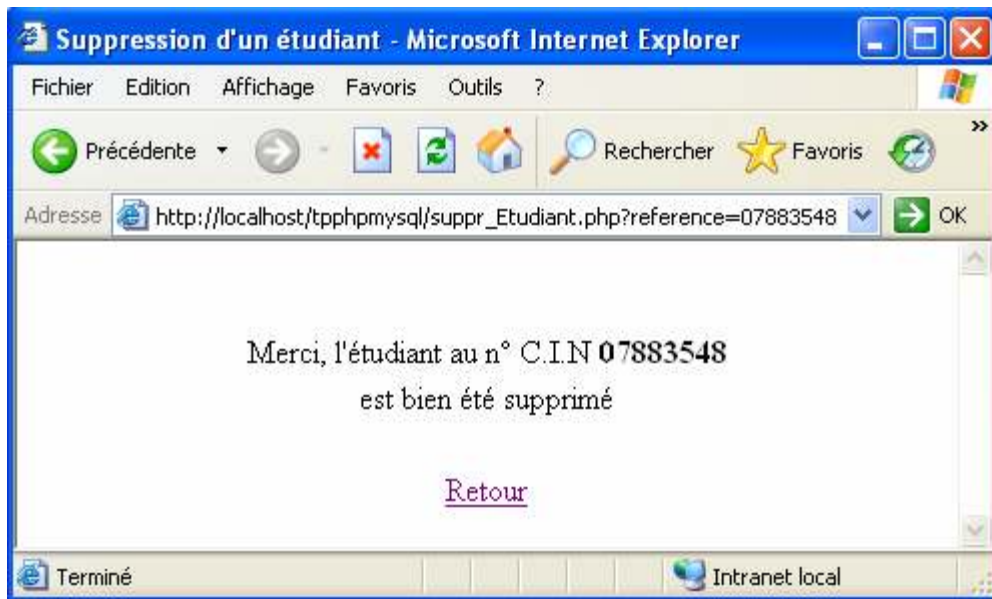 Suppression d'un étudiant - Microsoft Internet Explorer
Fichier Edition Affichage Favoris Outils ?
Précédente Rechercher Favoris »
Adresse http://localhost/tpphpmysql/suppr_Etudiant.php?reference=07883548 OK
Merci, l'étudiant au n° C.I.N 07883548
est bien été supprimé
Retour
Terminé Intranet local